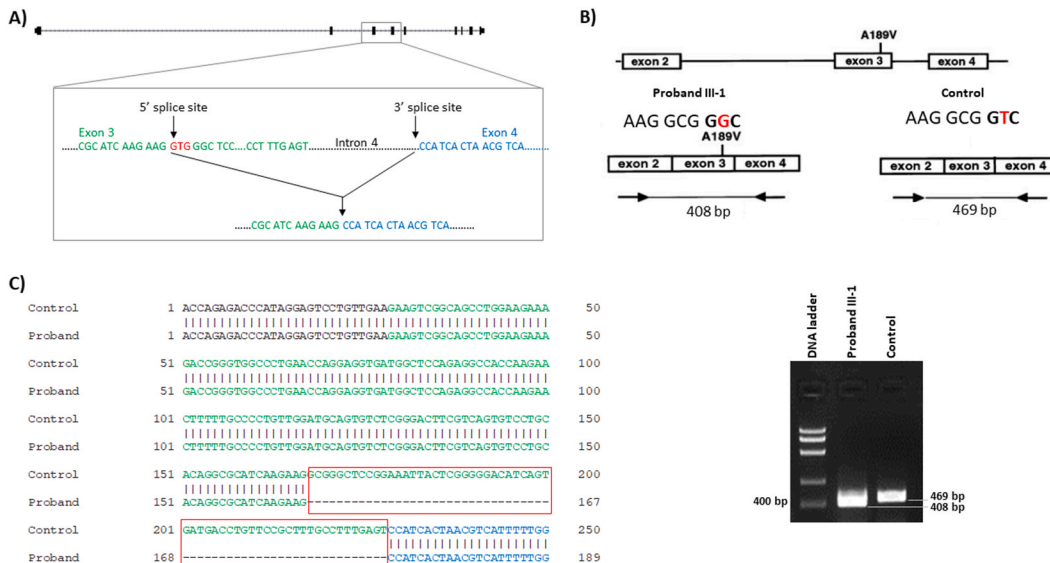 A)
5' splice site
3' splice site
Exon 3
Exon 4
......CGC ATC AAG AAG GTG GGC TCC....CCT TTG AGT...........Intron 4...............CCA TCA CTA ACG TCA........
......CGC ATC AAG AAG CCA TCA CTA ACG TCA.........
B)
A189V
exon 2
exon 3
exon 4
Proband III-1
Control
AAG GCG GGC
AAG GCG GTC
A189V
exon 2
exon 3
exon 4
exon 2
exon 3
exon 4
408 bp
469 bp
C)
Control 1 ACCAGAGACCCATAGGAGTCCTGTTGAAGAAGTCGGCAGCCTGGAAGAAA 50
Proband 1 ACCAGAGACCCATAGGAGTCCTGTTGAAGAAGTCGGCAGCCTGGAAGAAA 50
Control 51 GACCGGGTGGCCCTGAACCAGGAGGTGATGGCTCCAGAGGCCACCAAGAA 100
Proband 51 GACCGGGTGGCCCTGAACCAGGAGGTGATGGCTCCAGAGGCCACCAAGAA 100
Control 101 CTTTTTGCCCCTGTTGGATGCAGTGTCTCGGGACTTCGTCAGTGTCCTGC 150
Proband 101 CTTTTTGCCCCTGTTGGATGCAGTGTCTCGGGACTTCGTCAGTGTCCTGC 150
Control 151 ACAGGCGCATCAAGAAGGCGGGCTCCGGAAATTACTCGGGGGACATCAGT 200
Proband 151 ACAGGCGCATCAAGAAG--------------------------------- 167
Control 201 GATGACCTGTTCCGCTTTGCCTTTGAGTCCATCACTAACGTCATTTTTGG 250
Proband 168 ----------------------------CCATCACTAACGTCATTTTTGG 189
DNA ladder
Proband III-1
Control
400 bp
469 bp
408 bp